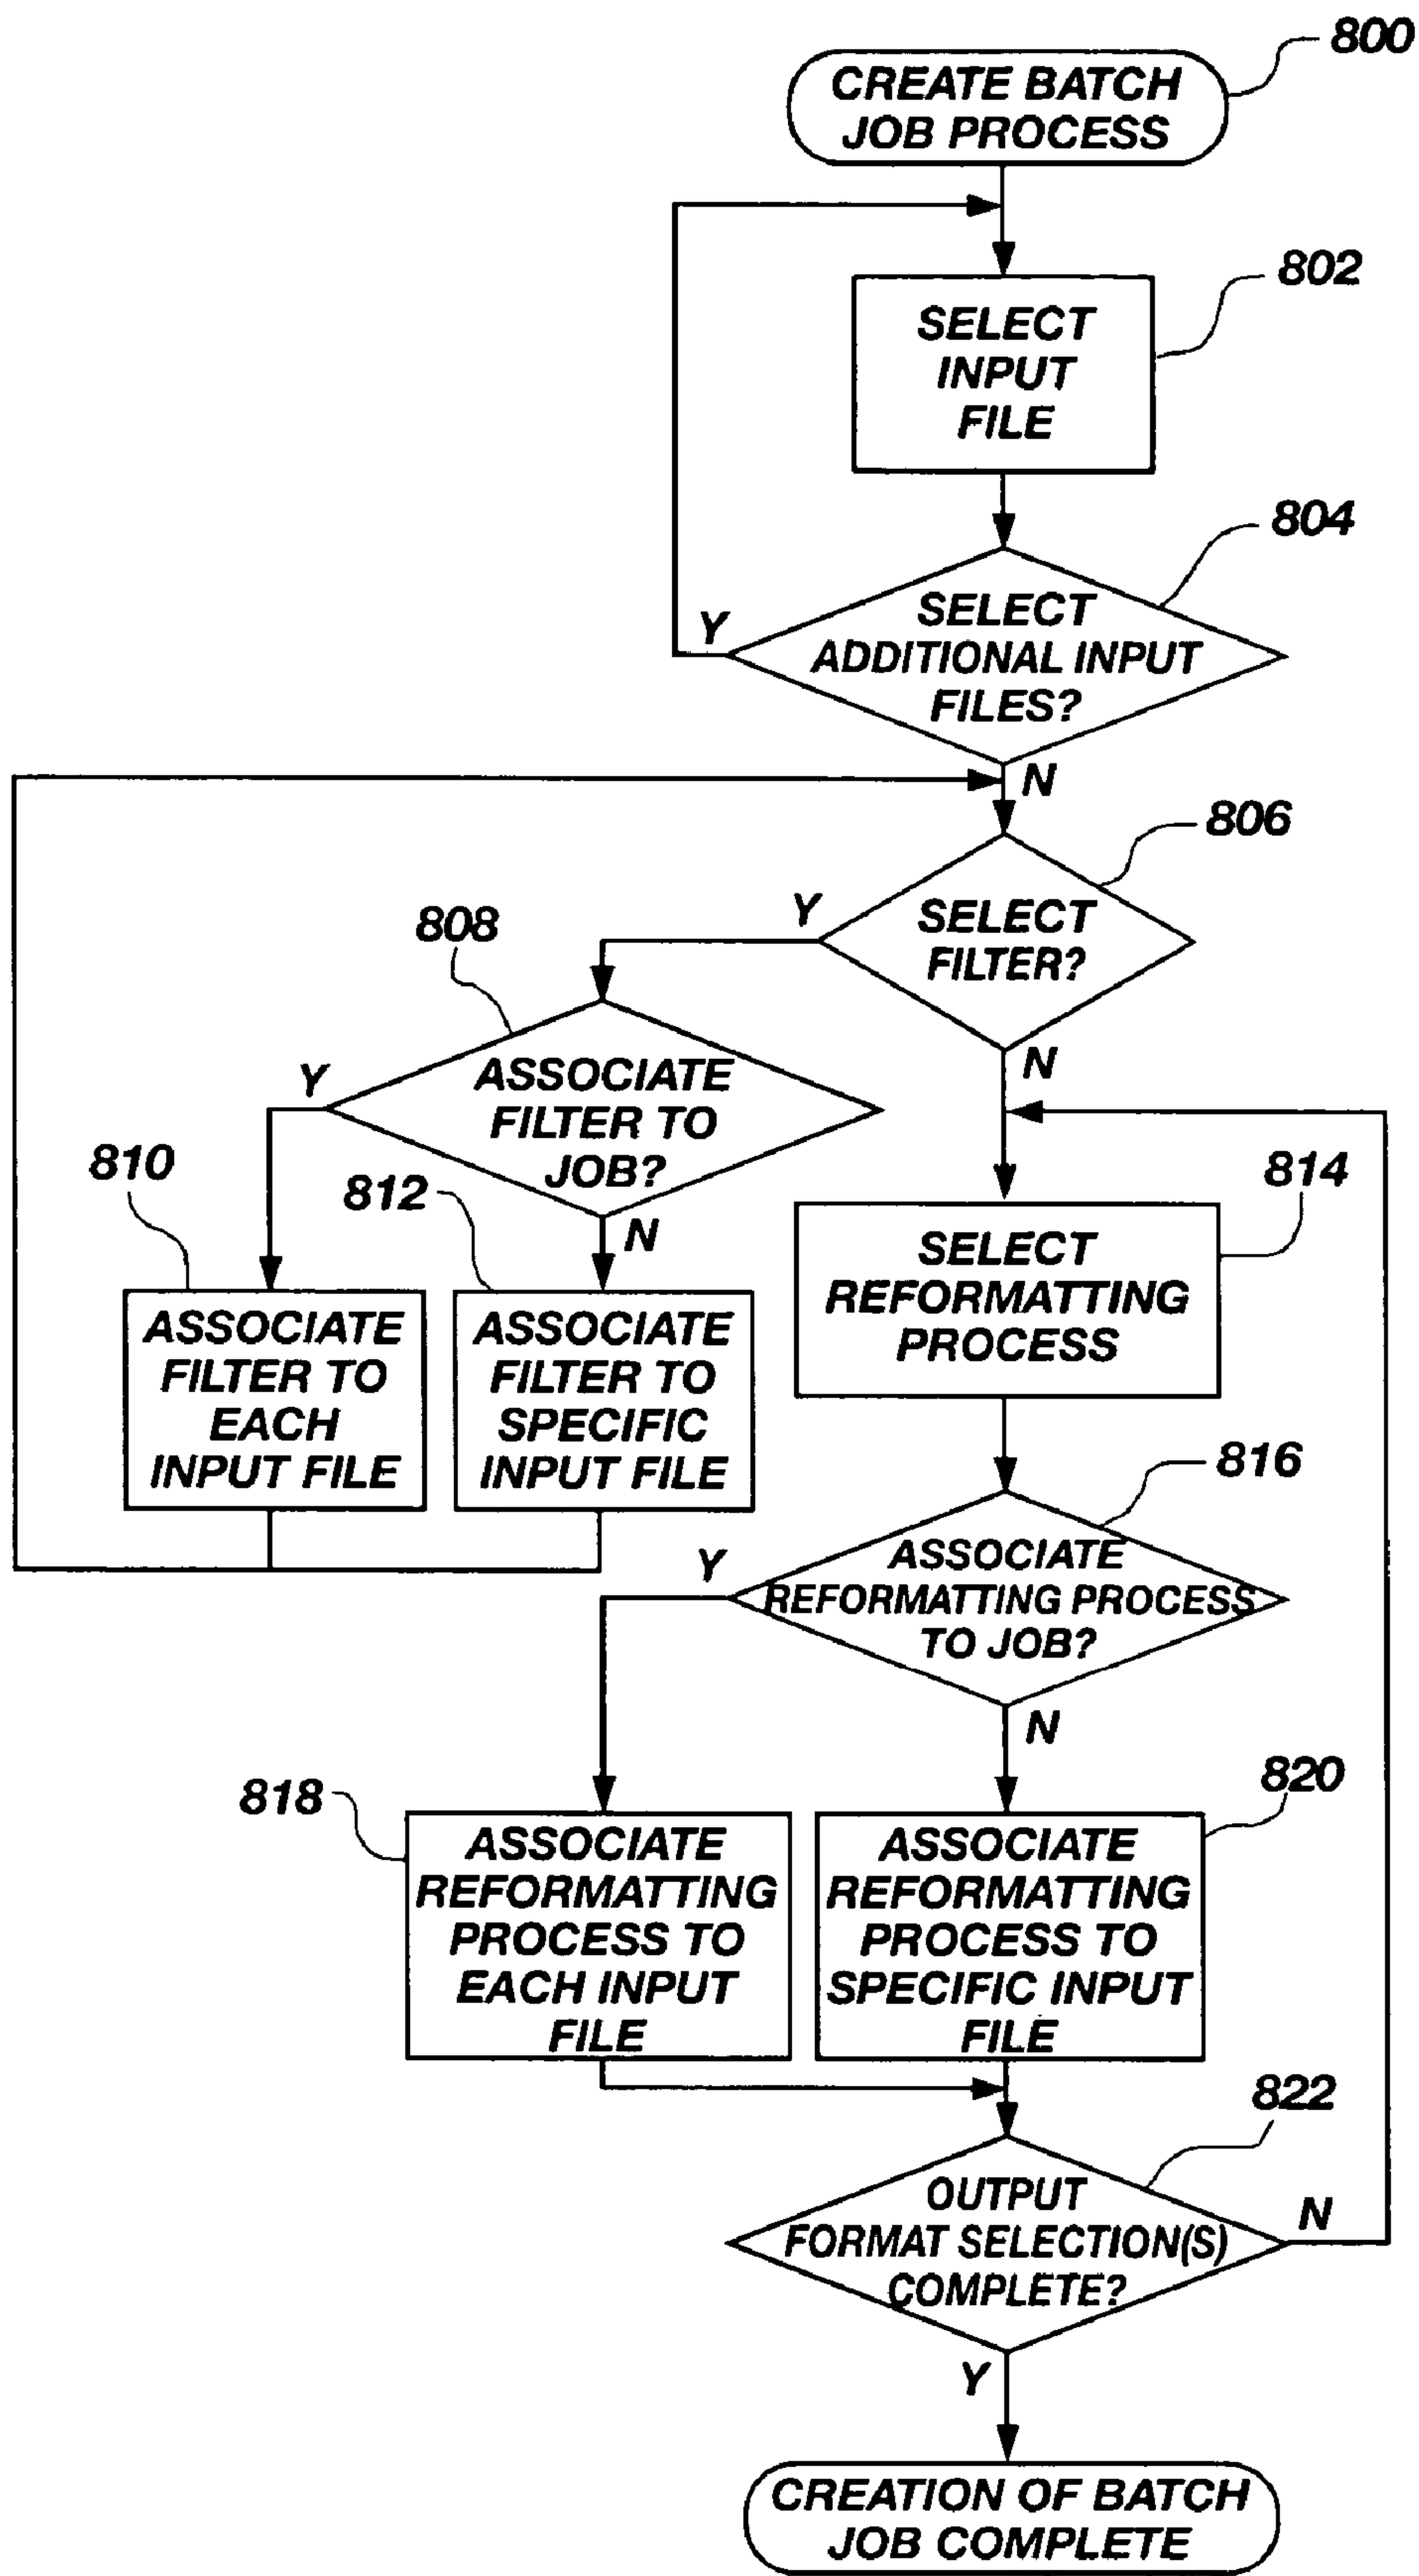 800
CREATE BATCH
JOB PROCESS
802
SELECT
INPUT
FILE
804
SELECT
ADDITIONAL INPUT
FILES?
Y
N
806
SELECT
FILTER?
Y
N
808
ASSOCIATE
FILTER TO
JOB?
Y
N
810
ASSOCIATE
FILTER TO
EACH
INPUT FILE
812
ASSOCIATE
FILTER TO
SPECIFIC
INPUT FILE
814
SELECT
REFORMATTING
PROCESS
816
ASSOCIATE
REFORMATTING PROCESS
TO JOB?
Y
N
818
ASSOCIATE
REFORMATTING
PROCESS TO
EACH INPUT
FILE
820
ASSOCIATE
REFORMATTING
PROCESS TO
SPECIFIC INPUT
FILE
822
OUTPUT
FORMAT SELECTION(S)
COMPLETE?
N
Y
CREATION OF BATCH
JOB COMPLETE